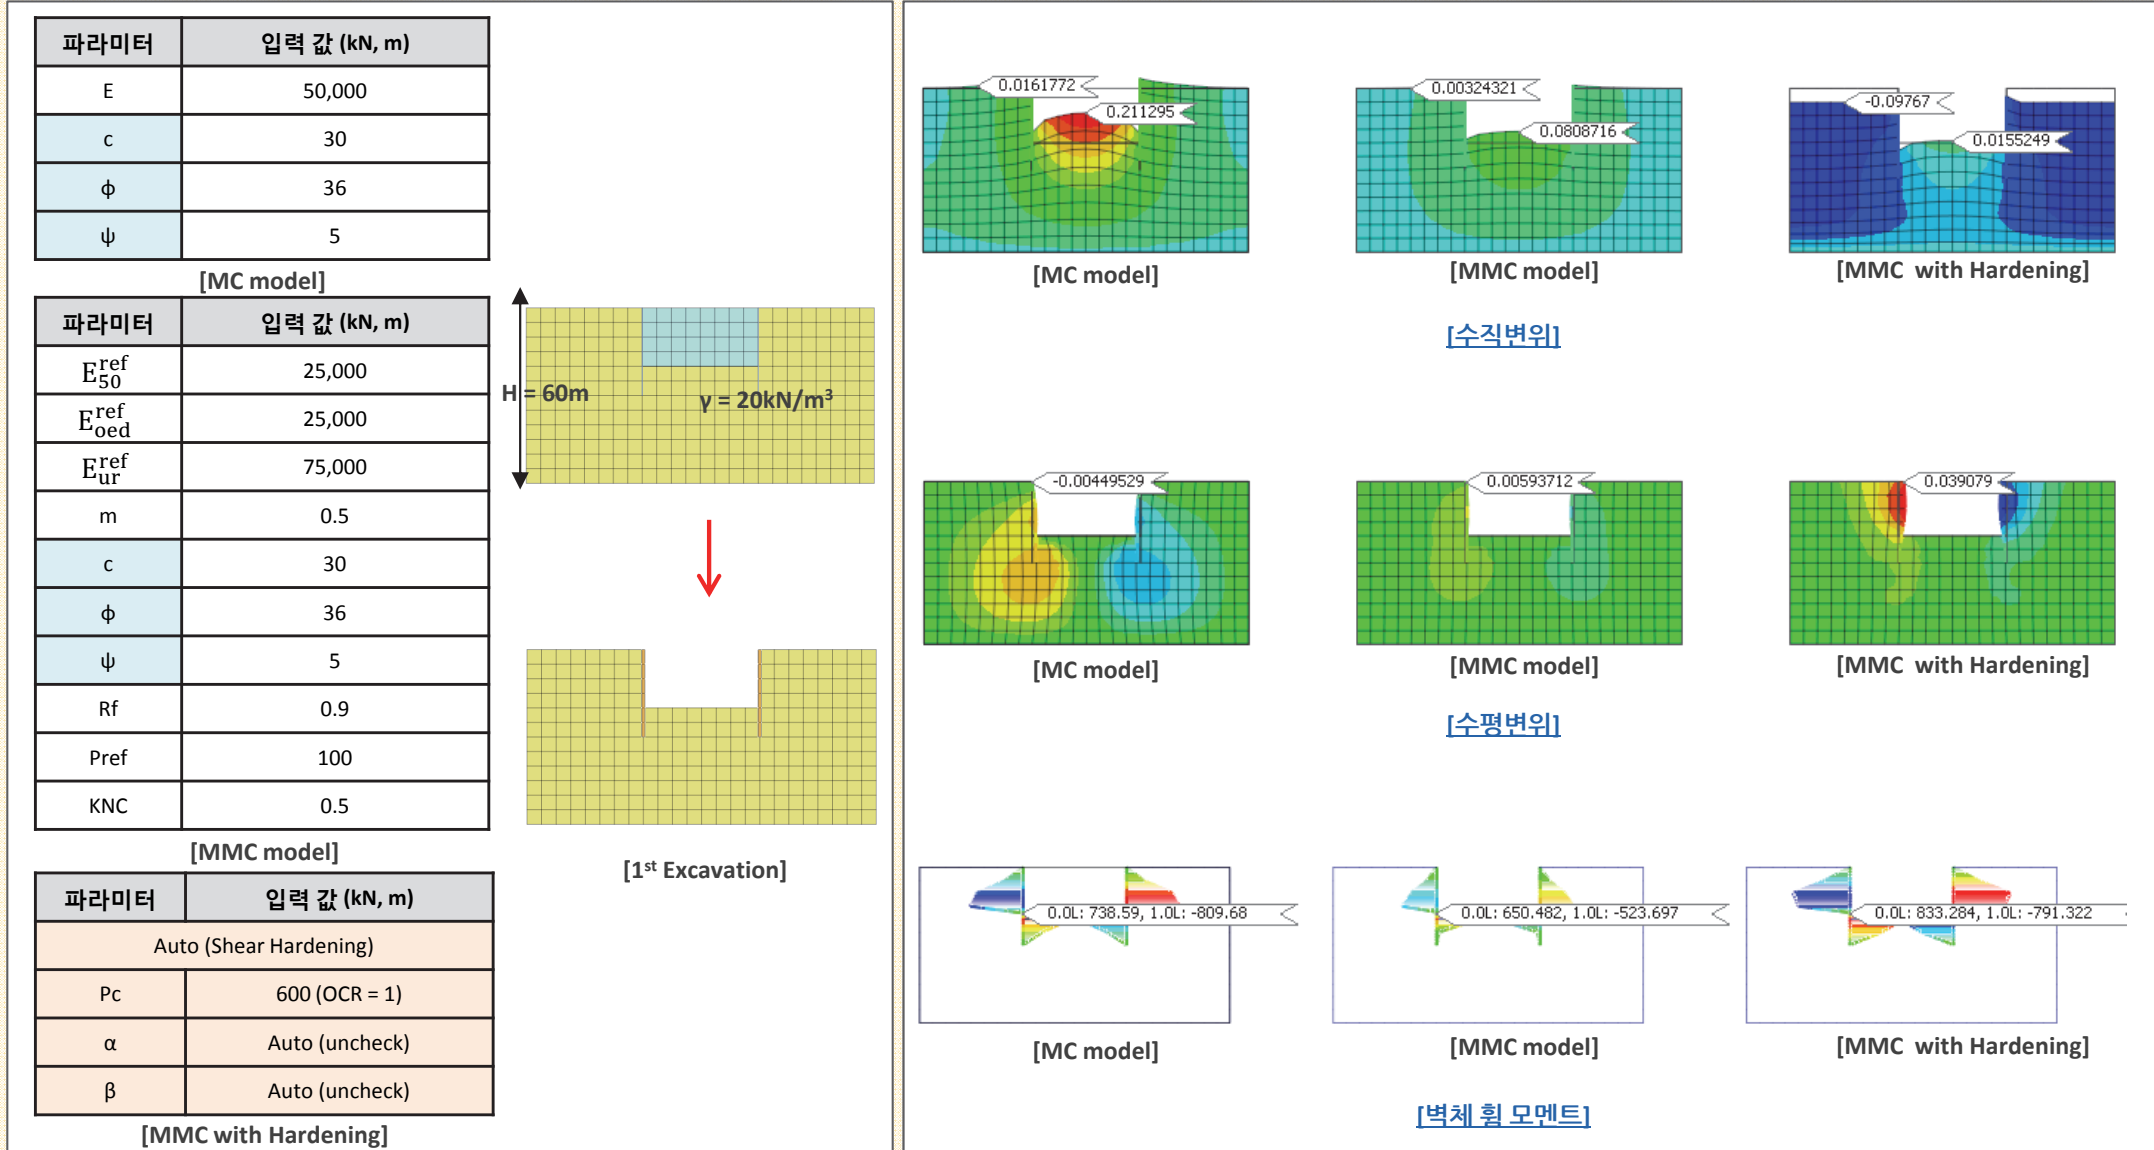 파라미터 입력 값 (kN, m)
E 50,000
c 30
ϕ 36
ψ 5
[MC model]
파라미터 입력 값 (kN, m)
E50ref 25,000
Eoedref 25,000
Eurref 75,000
m 0.5
c 30
ϕ 36
ψ 5
Rf 0.9
Pref 100
KNC 0.5
[MMC model]
파라미터 입력 값 (kN, m)
Auto (Shear Hardening)
Pc 600 (OCR = 1)
α Auto (uncheck)
β Auto (uncheck)
[MMC with Hardening]
H = 60m
γ = 20kN/m³
[1st Excavation]
0.0161772
0.211295
0.00324321
0.0808716
-0.09767
0.0155249
[MC model]
[MMC model]
[MMC with Hardening]
[수직변위]
-0.00449529
0.00593712
0.039079
[MC model]
[MMC model]
[MMC with Hardening]
[수평변위]
0.0L: 738.59, 1.0L: -809.68
0.0L: 650.482, 1.0L: -523.697
0.0L: 833.284, 1.0L: -791.322
[MC model]
[MMC model]
[MMC with Hardening]
[벽체 휨 모멘트]